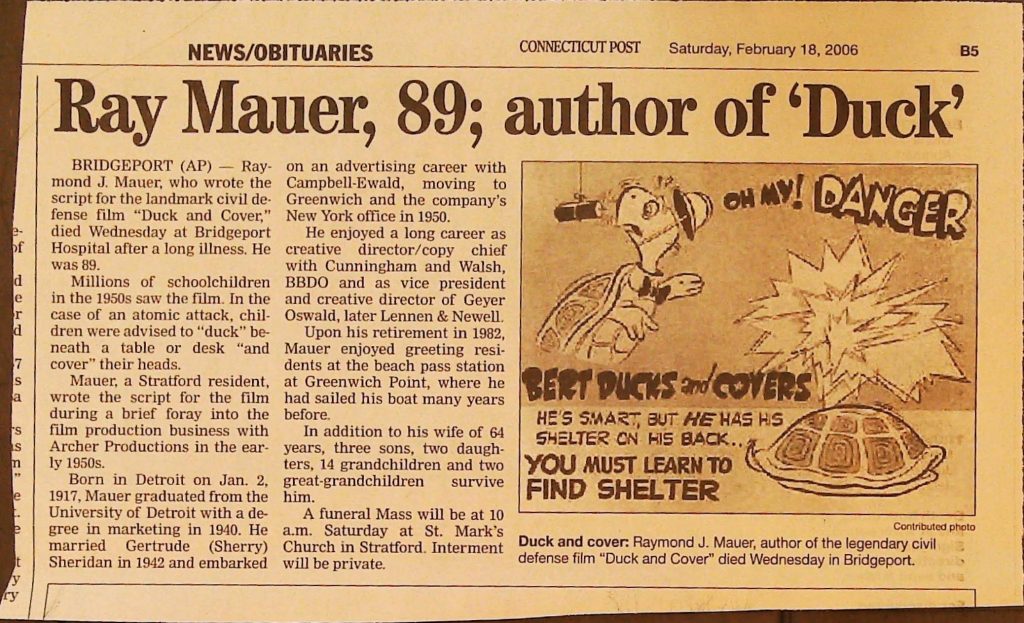 NEWS/OBITUARIES CONNECTICUT POST Saturday, February 18, 2006 B5
Ray Mauer, 89; author of ‘Duck’
BRIDGEPORT (AP) — Ray-
mond J. Mauer, who wrote the
script for the landmark civil de-
fense film “Duck and Cover,”
died Wednesday at Bridgeport
Hospital after a long illness. He
was 89.
Millions of schoolchildren
in the 1950s saw the film. In the
case of an atomic attack, chil-
dren were advised to “duck” be-
neath a table or desk “and
cover” their heads.
Mauer, a Stratford resident,
wrote the script for the film
during a brief foray into the
film production business with
Archer Productions in the ear-
ly 1950s.
Born in Detroit on Jan. 2,
1917, Mauer graduated from the
University of Detroit with a de-
gree in marketing in 1940. He
married Gertrude (Sherry)
Sheridan in 1942 and embarked
on an advertising career with
Campbell-Ewald, moving to
Greenwich and the company’s
New York office in 1950.
He enjoyed a long career as
creative director/copy chief
with Cunningham and Walsh,
BBDO and as vice president
and creative director of Geyer
Oswald, later Lennen & Newell.
Upon his retirement in 1982,
Mauer enjoyed greeting resi-
dents at the beach pass station
at Greenwich Point, where he
had sailed his boat many years
before.
In addition to his wife of 64
years, three sons, two daugh-
ters, 14 grandchildren and two
great-grandchildren survive
him.
A funeral Mass will be at 10
a.m. Saturday at St. Mark’s
Church in Stratford. Interment
will be private.
OH MY! DANGER
BERT DUCKS and COVERS
HE'S SMART, BUT HE HAS HIS
SHELTER ON HIS BACK..
YOU MUST LEARN TO
FIND SHELTER
Contributed photo
Duck and cover: Raymond J. Mauer, author of the legendary civil
defense film “Duck and Cover” died Wednesday in Bridgeport.